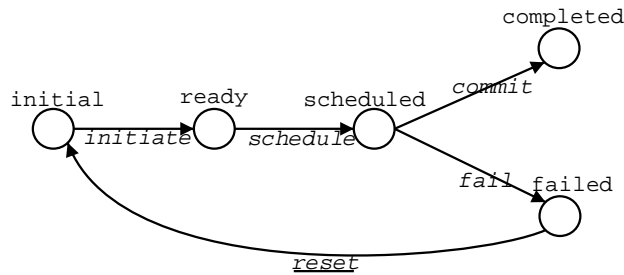 completed
initial
ready
scheduled
commit
initiate
schedule
fail
failed
reset